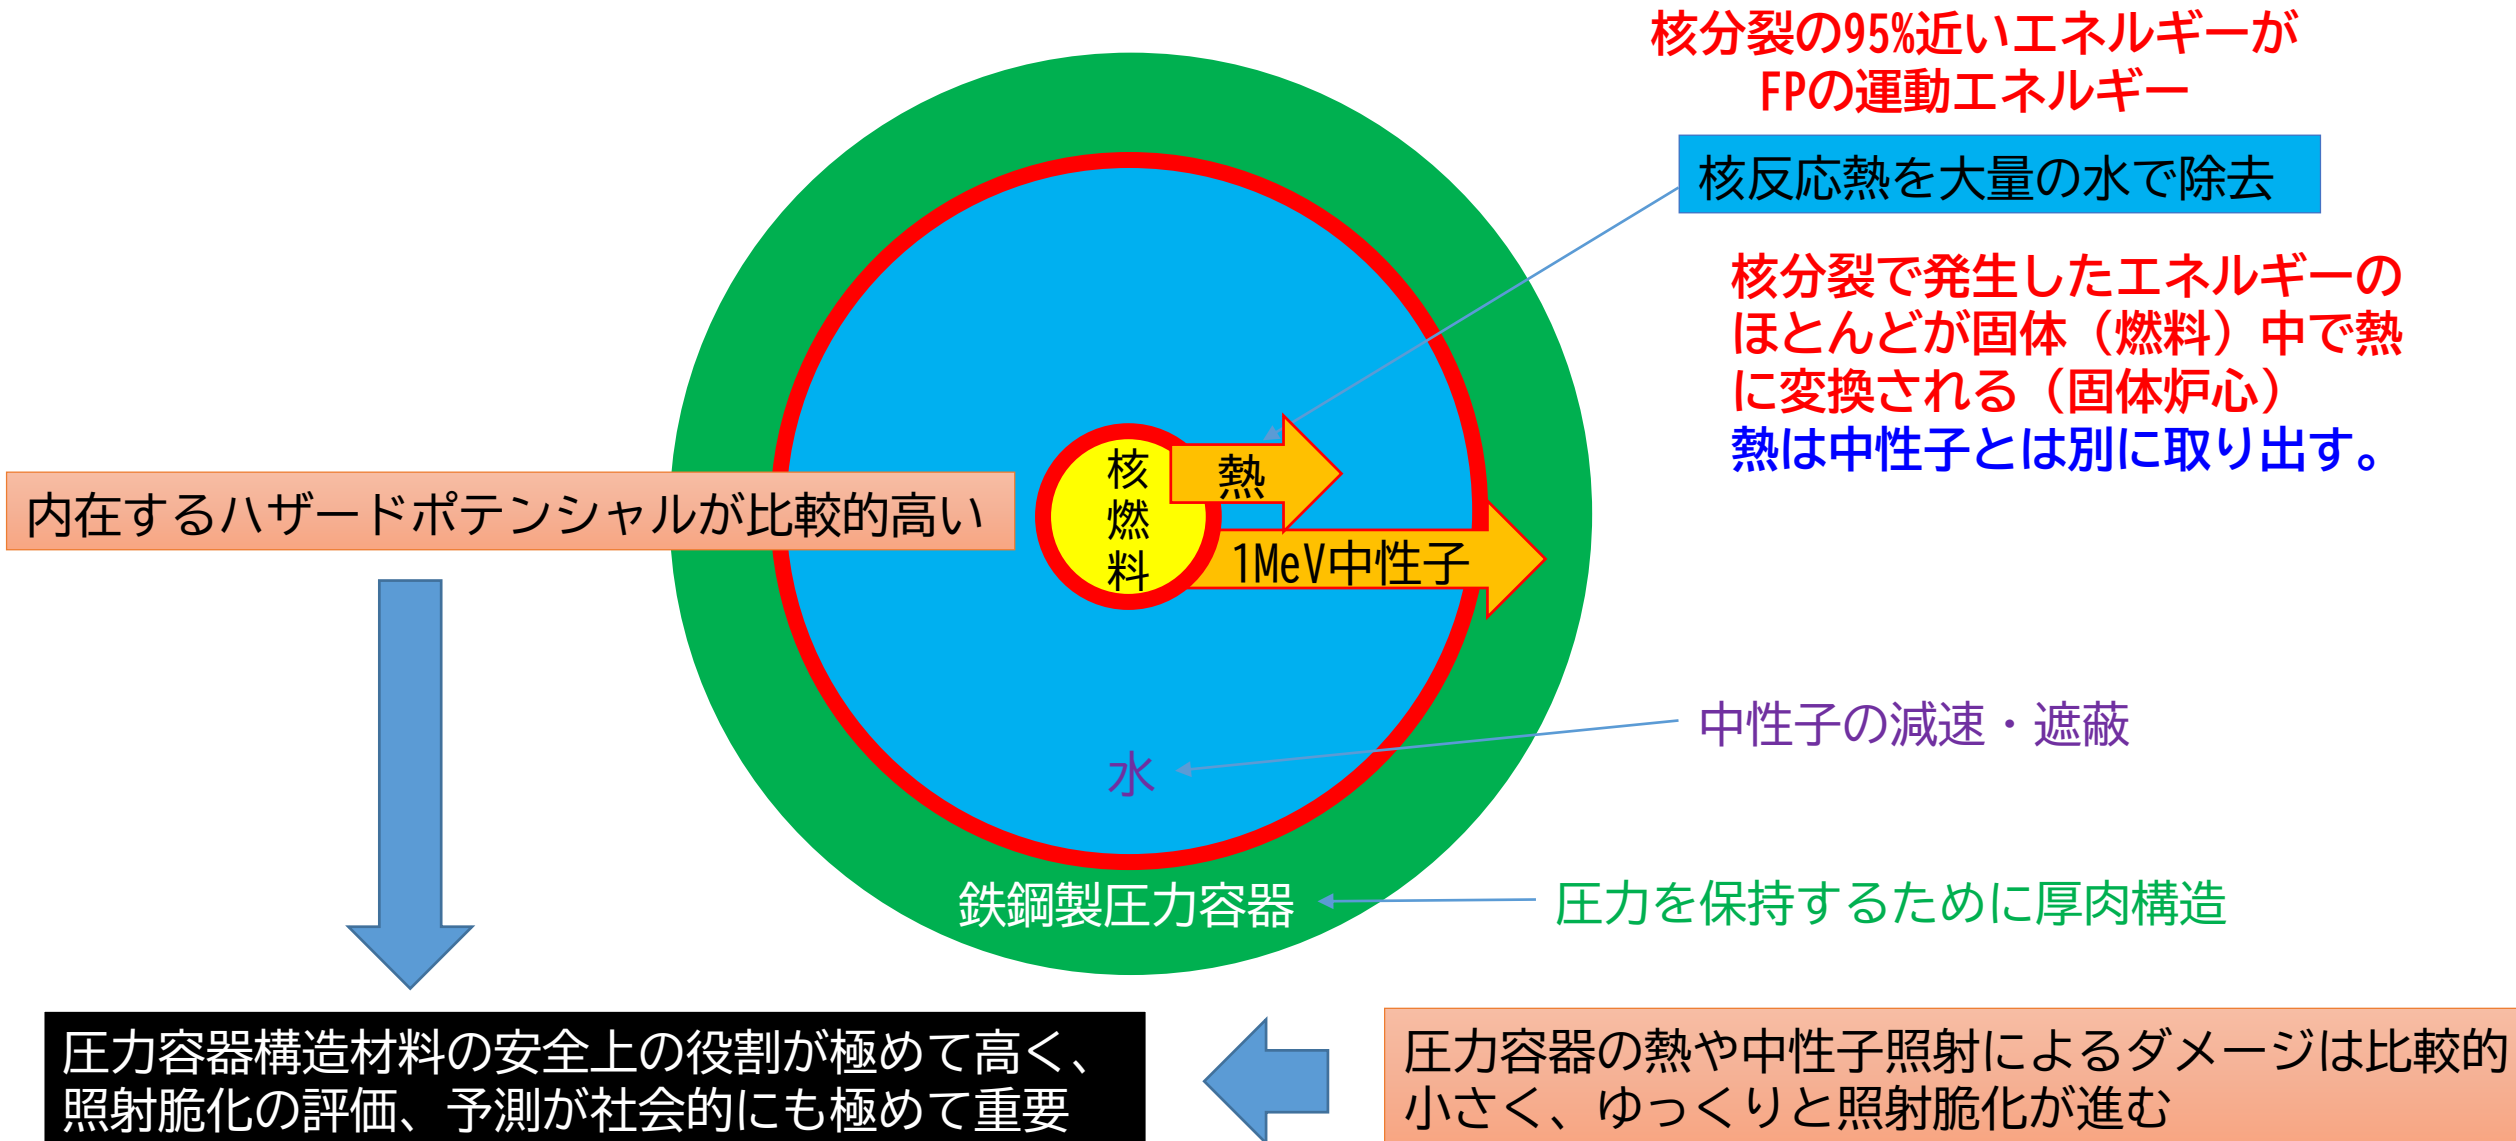 核分裂の95%近いエネルギーが
FPの運動エネルギー
核反応熱を大量の水で除去
核分裂で発生したエネルギーの
ほとんどが固体（燃料）中で熱
に変換される（固体炉心）
熱は中性子とは別に取り出す。
核
燃
料
熱
1MeV中性子
内在するハザードポテンシャルが比較的高い
中性子の減速・遮蔽
水
鉄鋼製圧力容器
圧力を保持するために厚肉構造
圧力容器構造材料の安全上の役割が極めて高く、
照射脆化の評価、予測が社会的にも極めて重要
圧力容器の熱や中性子照射によるダメージは比較的
小さく、ゆっくりと照射脆化が進む